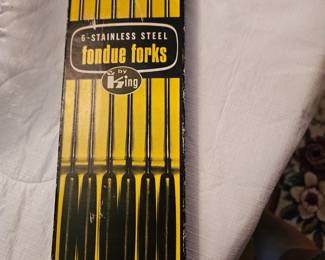 6-STAINLESS STEEL
fondue forks
by
King